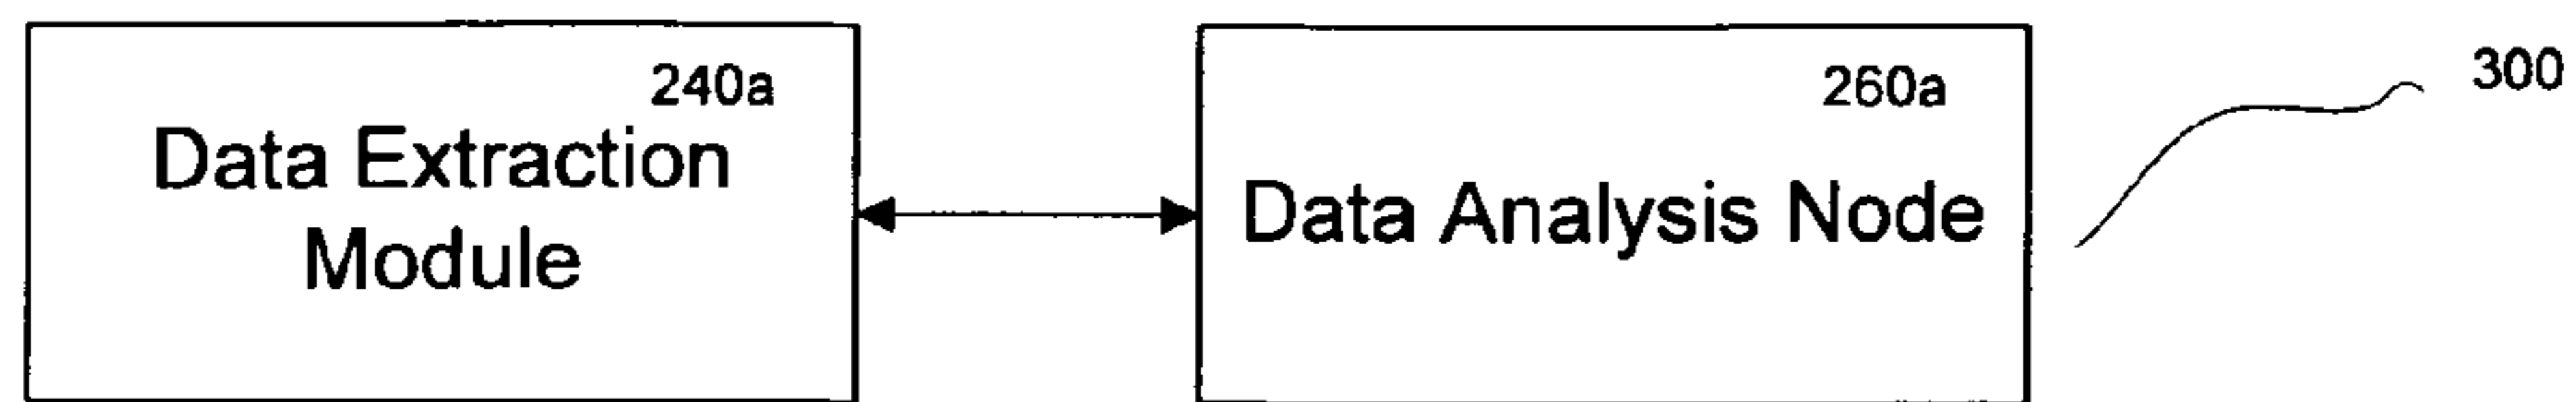 240a
Data Extraction
Module
260a
Data Analysis Node
300